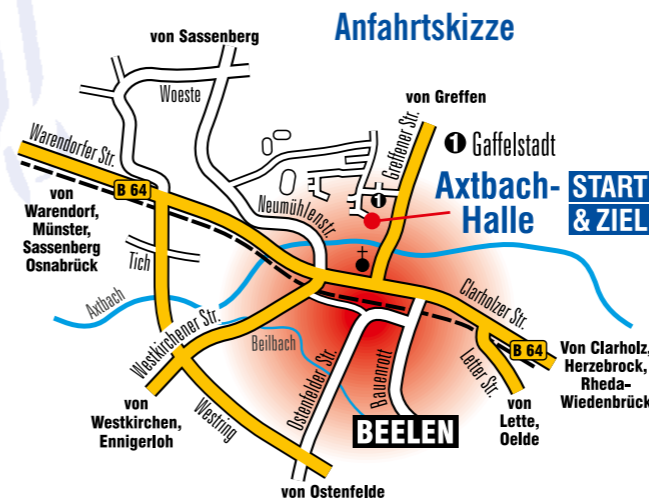 Anfahrtskizze
von Sassenberg
Woeste
von Greffen
Warendorfer Str.
Greffener Str.
❶ Gaffelstadt
B 64
Neumühlenstr.
1
Axtbach-
Halle
START
& ZIEL
von
Warendorf,
Münster,
Sassenberg
Osnabrück
Tich
Axtbach
Clarholzer Str.
Westkirchener Str.
Beilbach
B 64
Von Clarholz,
Herzebrock,
Rheda-
Wiedenbrück
Letter Str.
Ostenfelder Str.
Bauenrott
von
Westkirchen,
Ennigerloh
Westring
BEELEN
von
Lette,
Oelde
von Ostenfelde